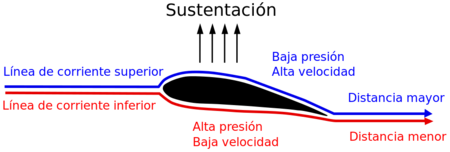 Sustentación
Baja presión
Alta velocidad
Línea de corriente superior
Línea de corriente inferior
Distancia mayor
Alta presión
Baja velocidad
Distancia menor